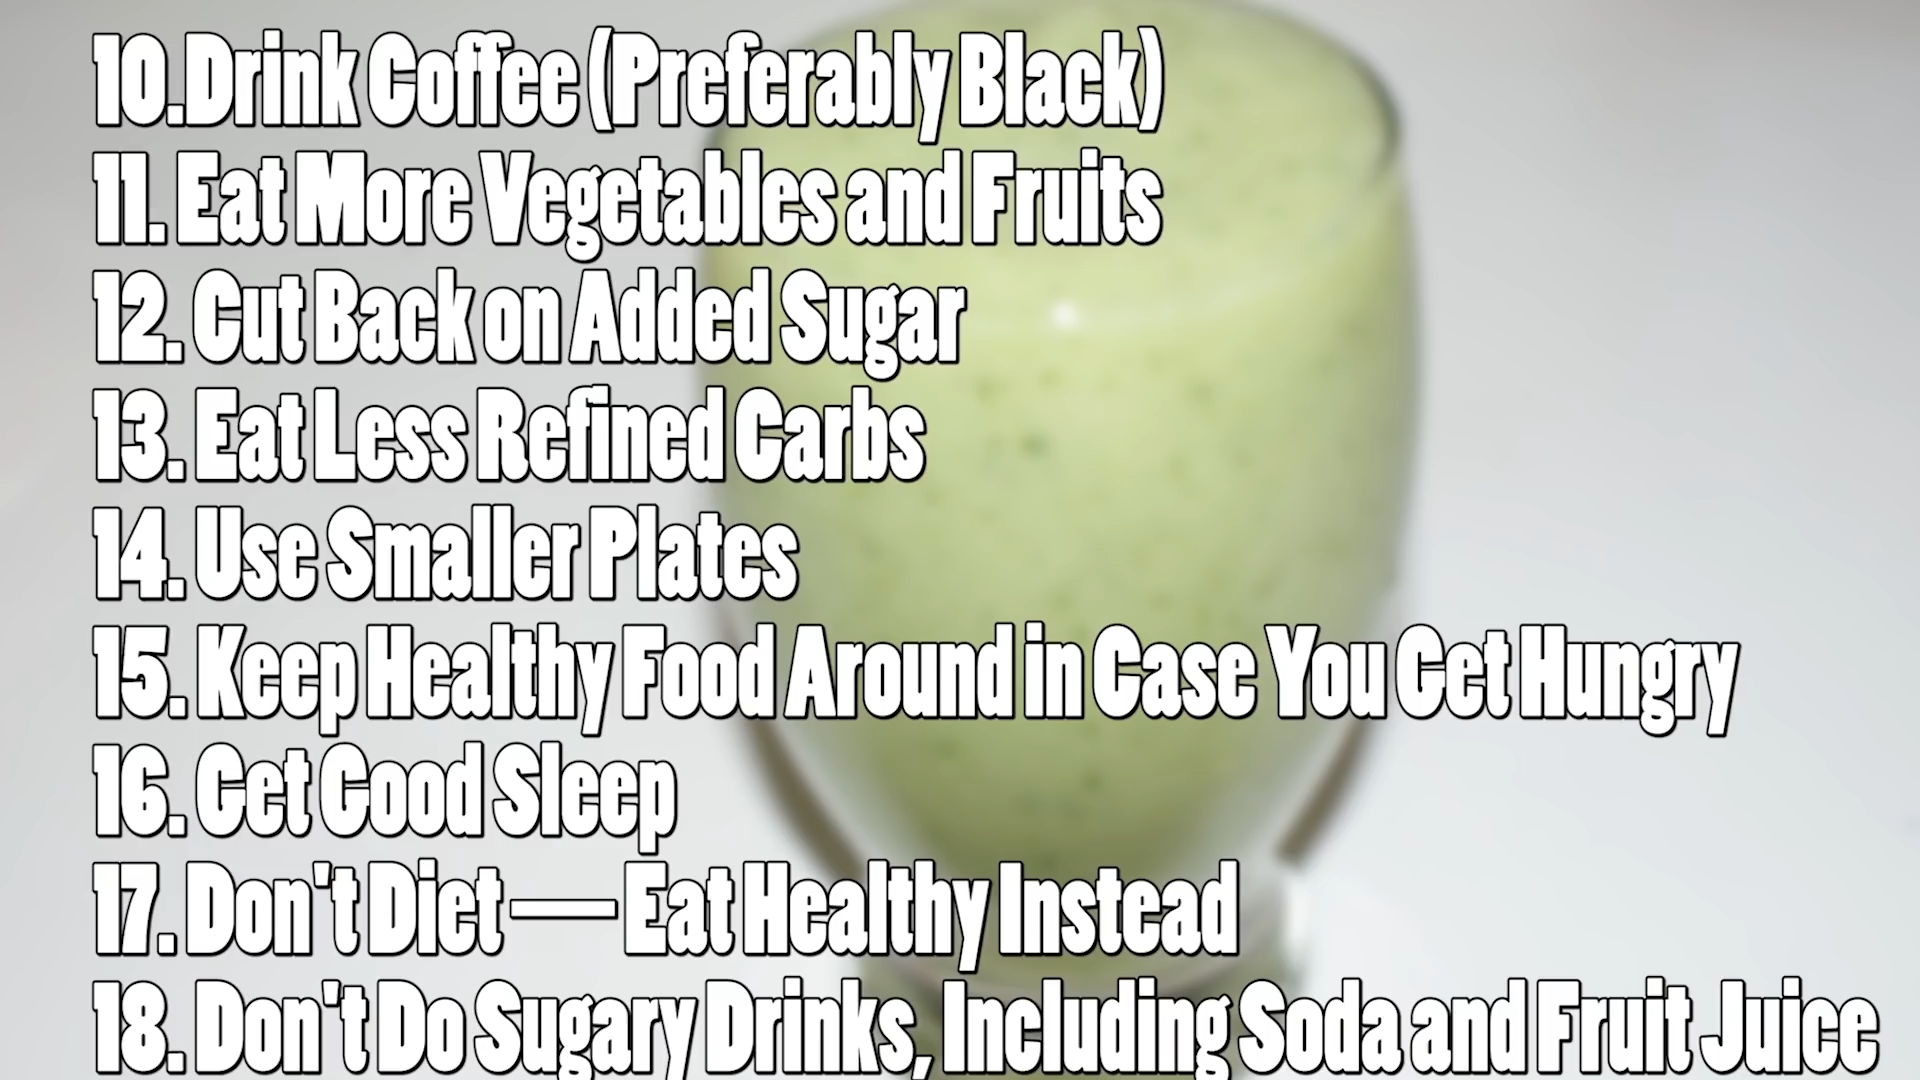 10.Drink Coffee (Preferably Black)
11. Eat More Vegetables and Fruits
12. Cut Back on Added Sugar
13. Eat Less Refined Carbs
14. Use Smaller Plates
15. Keep Healthy Food Around in Case You Get Hungry
16. Get Good Sleep
17. Don't Diet — Eat Healthy Instead
18. Don't Do Sugary Drinks, Including Soda and Fruit Juice